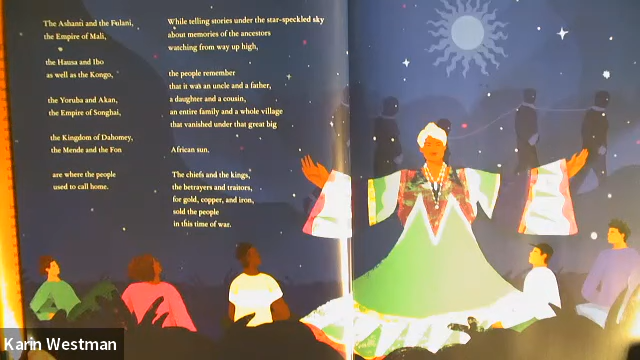 The Ashanti and the Fulani,
the Empire of Mali,
the Hausa and Ibo
as well as the Kongo,
the Yoruba and Akan,
the Empire of Songhai,
the Kingdom of Dahomey,
the Mende and the Fon
are where the people
used to call home.
While telling stories under the star-speckled sky
about memories of the ancestors
watching from way up high,
the people remember
that it was an uncle and a father,
a daughter and a cousin,
an entire family and a whole village
that vanished under that great big
African sun.
The chiefs and the kings,
the betrayers and traitors,
for gold, copper, and iron,
sold the people
in this time of war.
Karin Westman